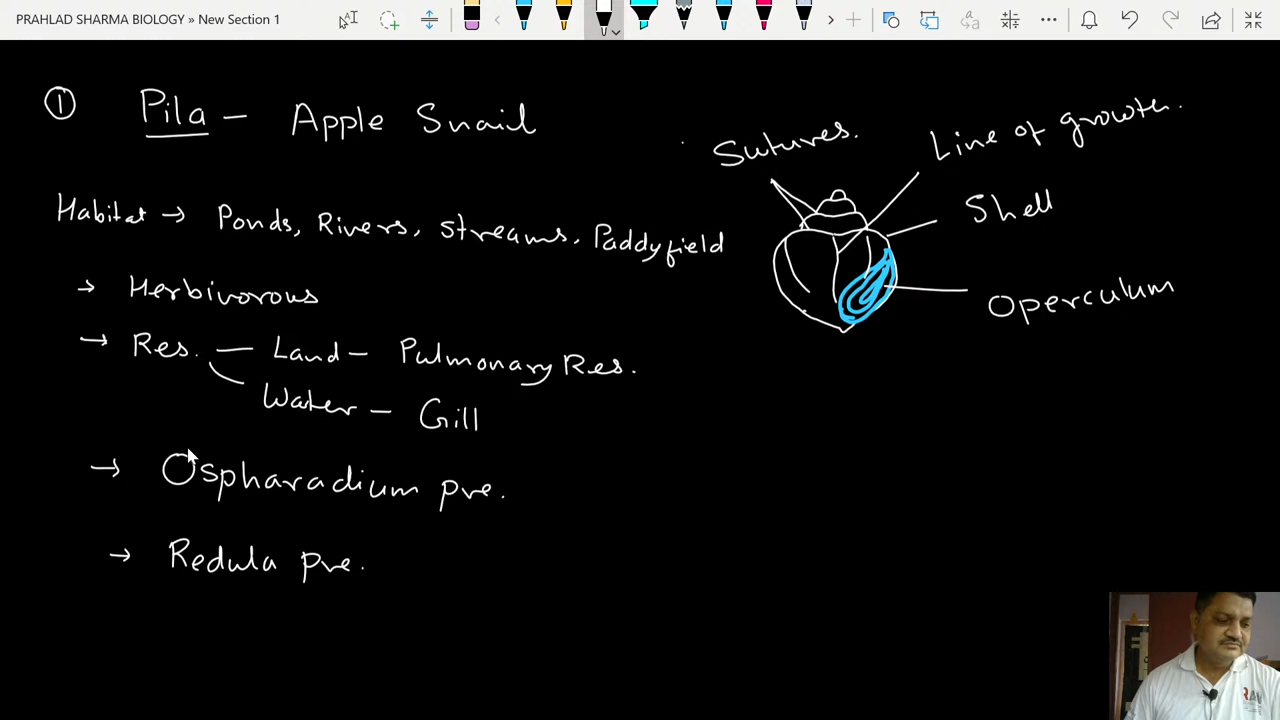 PRAHLAD SHARMA BIOLOGY » New Section 1
① Pila – Apple Snail
Habitat → Ponds, Rivers, Streams, Paddyfield
→ Herbivorous
→ Res. — Land – Pulmonary Res.
Water – Gill
→ Ospharadium pre.
→ Redula pre.
Sutures.
Line of growth.
Shell
Operculum